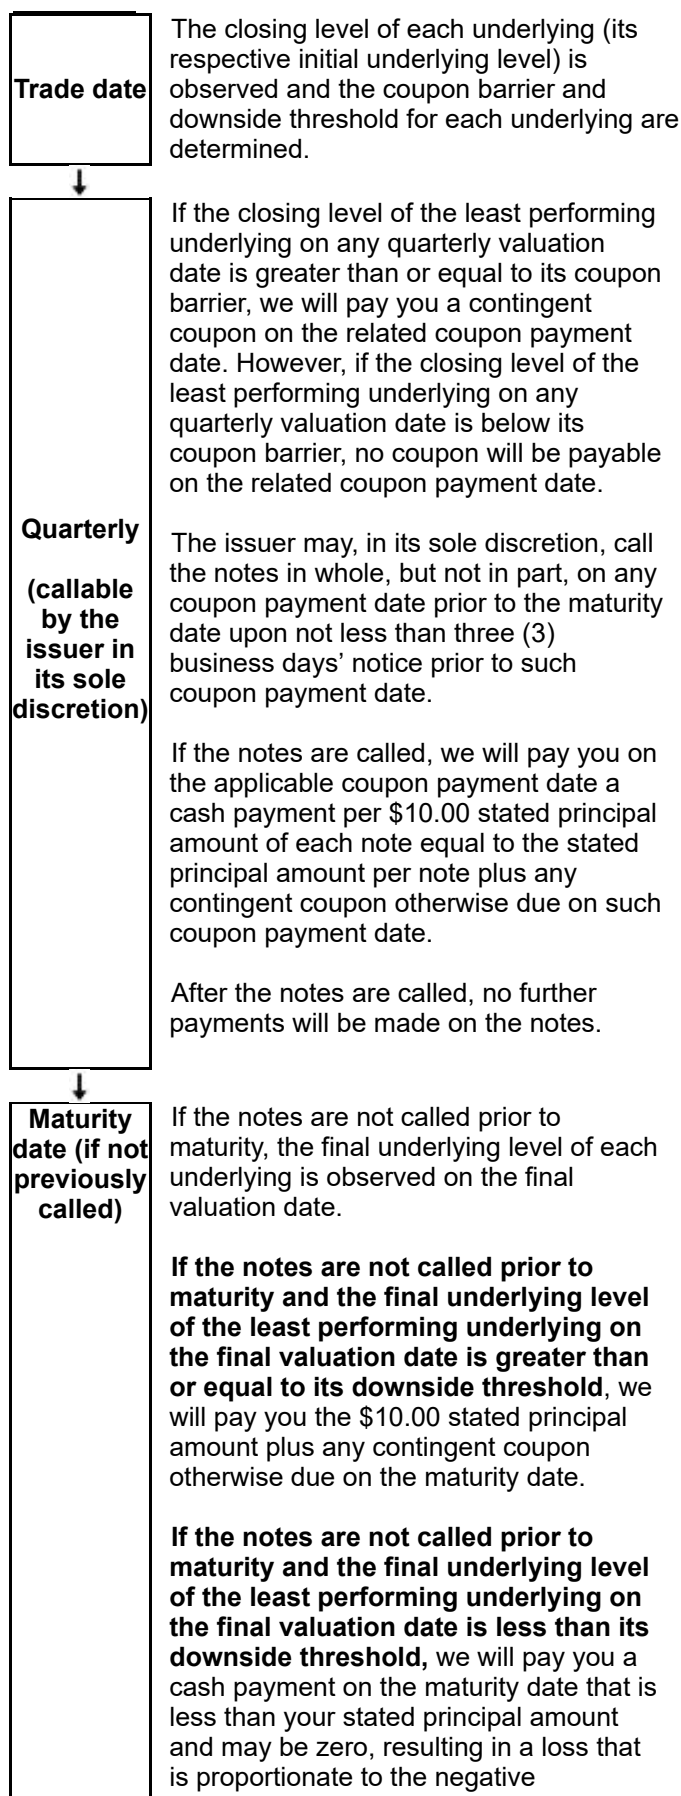 Trade date
The closing level of each underlying (its
respective initial underlying level) is
observed and the coupon barrier and
downside threshold for each underlying are
determined.
Quarterly
(callable
by the
issuer in
its sole
discretion)
If the closing level of the least performing
underlying on any quarterly valuation
date is greater than or equal to its coupon
barrier, we will pay you a contingent
coupon on the related coupon payment
date. However, if the closing level of the
least performing underlying on any
quarterly valuation date is below its
coupon barrier, no coupon will be payable
on the related coupon payment date.
The issuer may, in its sole discretion, call
the notes in whole, but not in part, on any
coupon payment date prior to the maturity
date upon not less than three (3)
business days’ notice prior to such
coupon payment date.
If the notes are called, we will pay you on
the applicable coupon payment date a
cash payment per $10.00 stated principal
amount of each note equal to the stated
principal amount per note plus any
contingent coupon otherwise due on such
coupon payment date.
After the notes are called, no further
payments will be made on the notes.
Maturity
date (if not
previously
called)
If the notes are not called prior to
maturity, the final underlying level of each
underlying is observed on the final
valuation date.
If the notes are not called prior to
maturity and the final underlying level
of the least performing underlying on
the final valuation date is greater than
or equal to its downside threshold, we
will pay you the $10.00 stated principal
amount plus any contingent coupon
otherwise due on the maturity date.
If the notes are not called prior to
maturity and the final underlying level
of the least performing underlying on
the final valuation date is less than its
downside threshold, we will pay you a
cash payment on the maturity date that is
less than your stated principal amount
and may be zero, resulting in a loss that
is proportionate to the negative